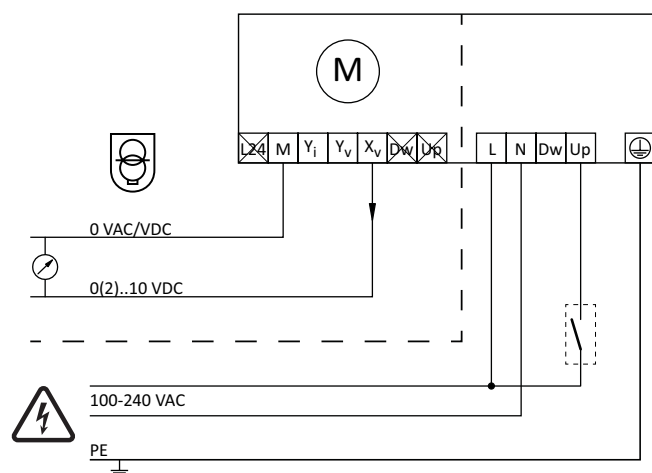 M
L24 M Yi Yv Xv Dw Up L N Dw Up
0 VAC/VDC
0(2)..10 VDC
100-240 VAC
PE